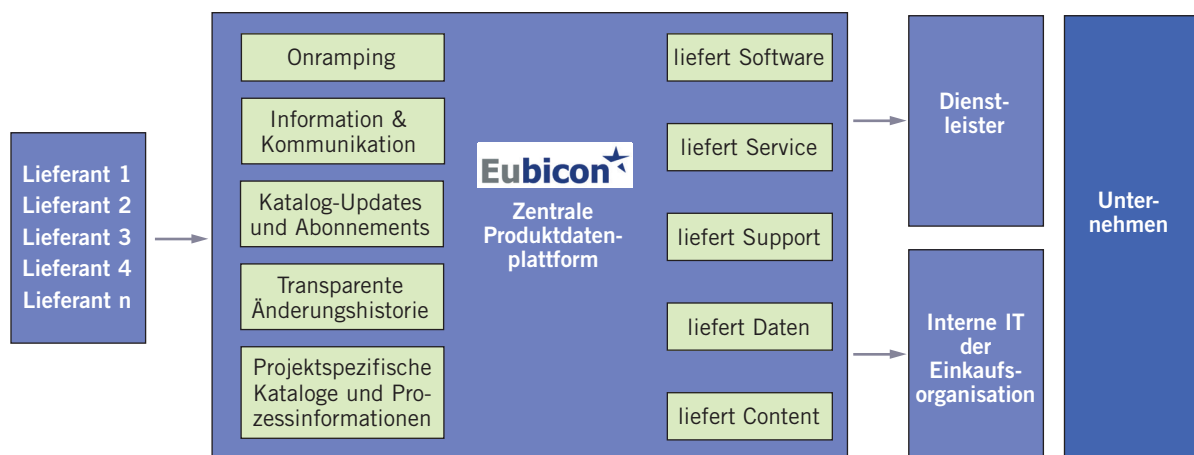 Lieferant 1
Lieferant 2
Lieferant 3
Lieferant 4
Lieferant n
Onramping
Information &
Kommunikation
Katalog-Updates
und Abonnements
Transparente
Änderungshistorie
Projektspezifische
Kataloge und Pro-
zessinformationen
Eubicon
Zentrale
Produktdaten-
plattform
liefert Software
liefert Service
liefert Support
liefert Daten
liefert Content
Dienst-
leister
Interne IT
der
Einkaufs-
organisation
Unter-
nehmen